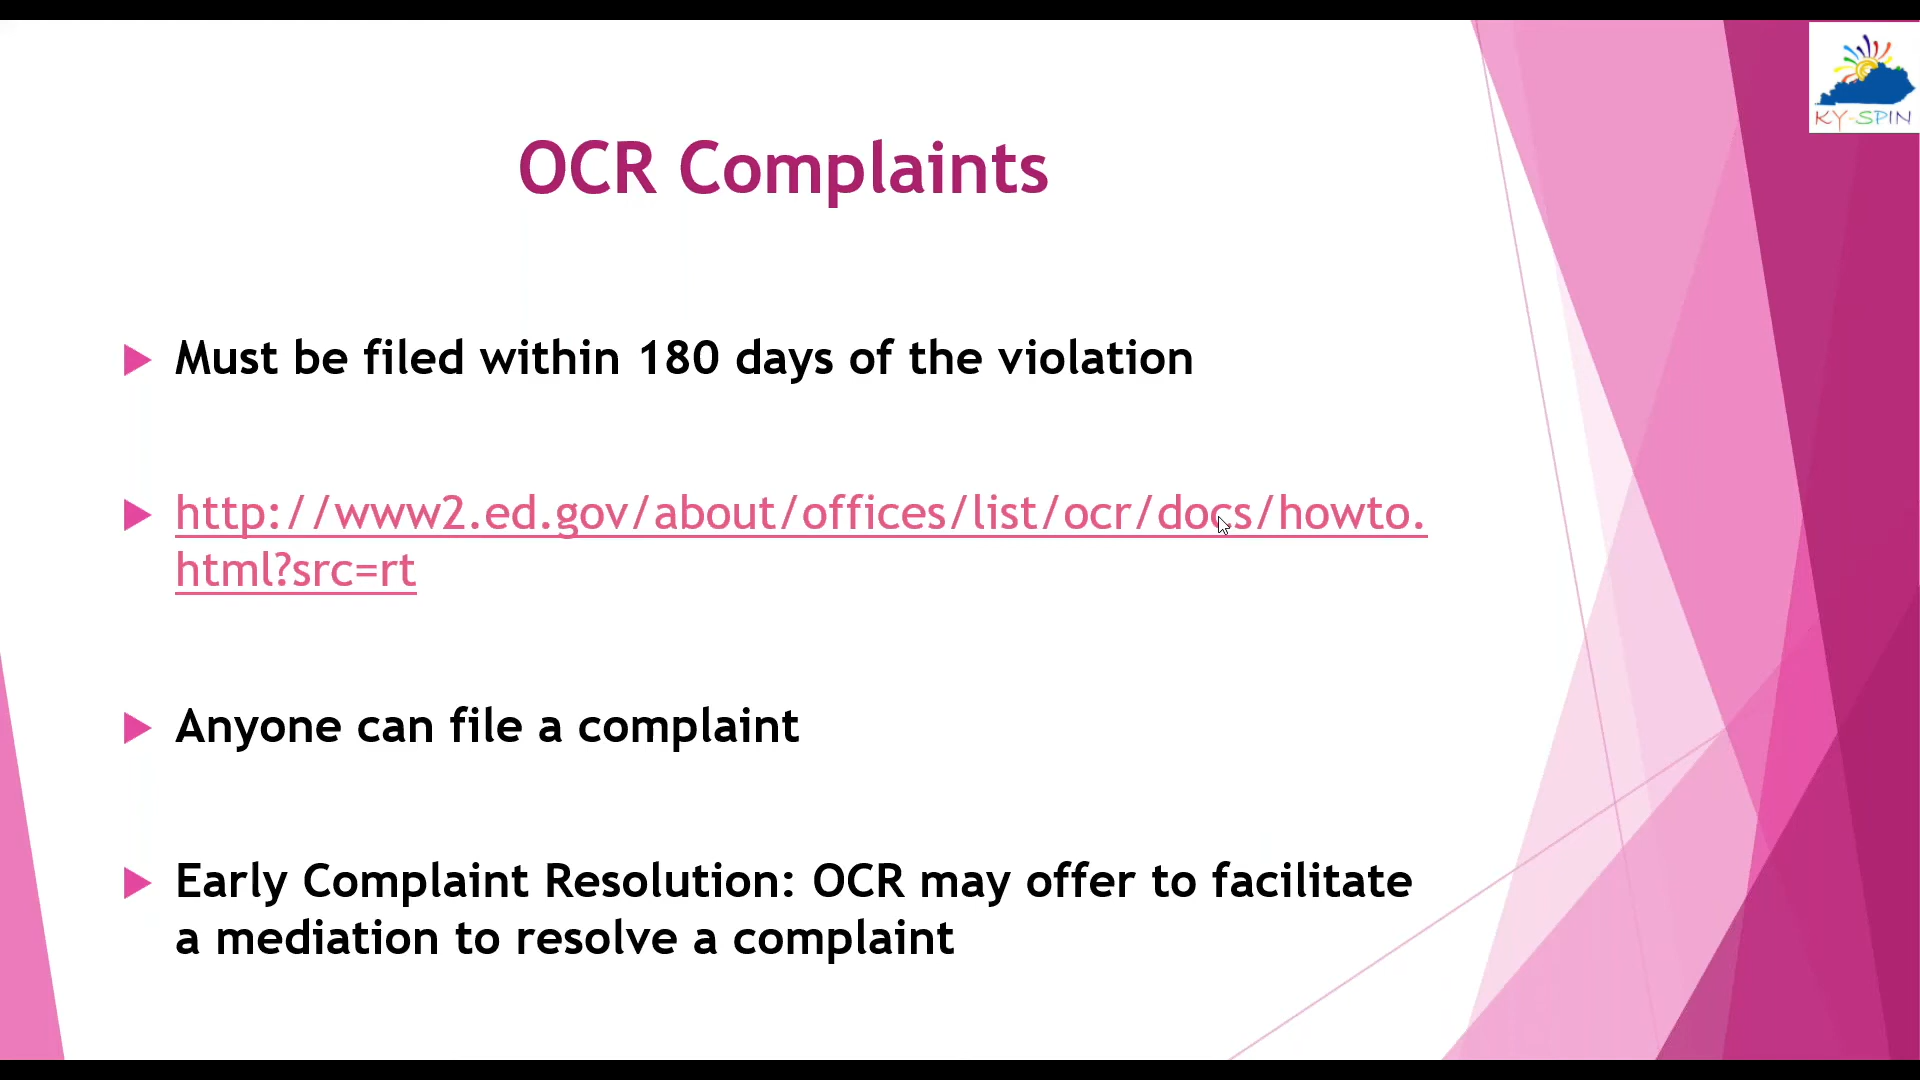 KY-SPIN
OCR Complaints
Must be filed within 180 days of the violation
http://www2.ed.gov/about/offices/list/ocr/docs/howto.
html?src=rt
Anyone can file a complaint
Early Complaint Resolution: OCR may offer to facilitate
a mediation to resolve a complaint